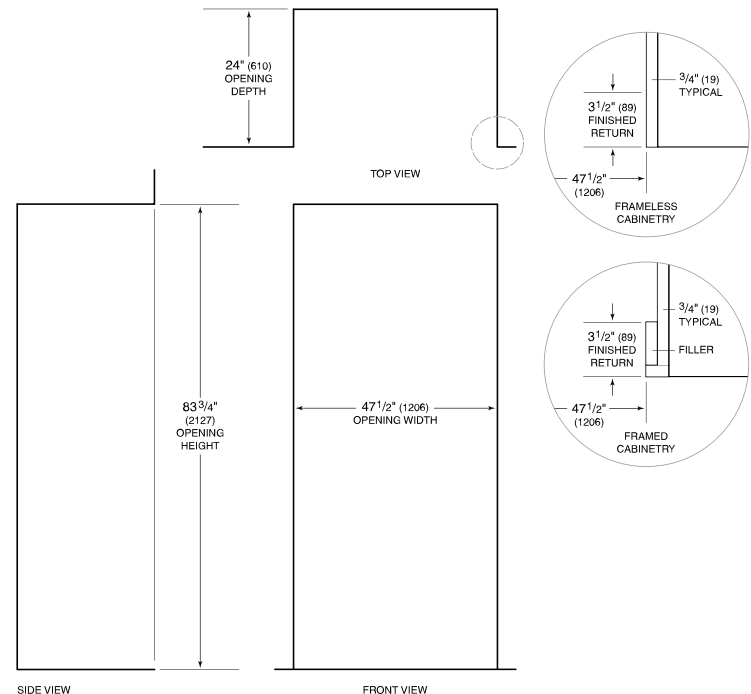 24" (610)
OPENING
DEPTH
TOP VIEW
3/4" (19)
TYPICAL
3 1/2" (89)
FINISHED
RETURN
47 1/2"
(1206)
FRAMELESS
CABINETRY
3/4" (19)
TYPICAL
3 1/2" (89)
FINISHED
RETURN
FILLER
47 1/2"
(1206)
FRAMED
CABINETRY
83 3/4"
(2127)
OPENING
HEIGHT
47 1/2" (1206)
OPENING WIDTH
SIDE VIEW
FRONT VIEW